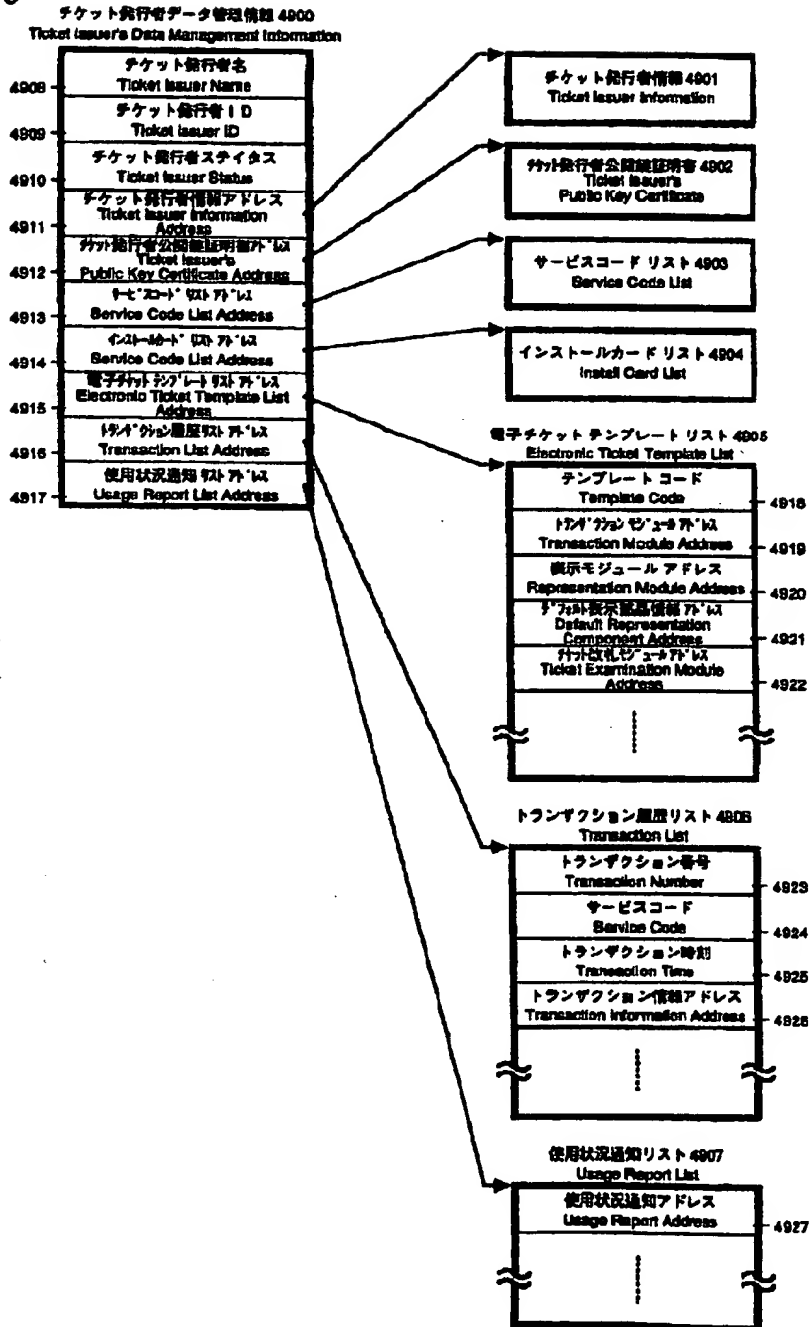 チケット発行者データ管理情報 4900
Ticket Issuer's Data Management Information
チケット発行者名
Ticket Issuer Name
4908
チケット発行者ID
Ticket Issuer ID
4909
チケット発行者ステイタス
Ticket Issuer Status
4910
チケット発行者情報アドレス
Ticket Issuer Information
Address
4911
チケット発行者公開鍵証明書アドレス
Ticket Issuer's
Public Key Certificate Address
4912
サービスコード リスト アドレス
Service Code List Address
4913
インストールカード リスト アドレス
Service Code List Address
4914
電子チケット テンプレート リスト アドレス
Electronic Ticket Template List
Address
4915
トランザクション履歴リスト アドレス
Transaction List Address
4916
使用状況通知 リスト アドレス
Usage Report List Address
4917
チケット発行者情報 4901
Ticket Issuer Information
チケット発行者公開鍵証明書 4902
Ticket Issuer's
Public Key Certificate
サービスコード リスト 4903
Service Code List
インストールカード リスト 4904
Install Card List
電子チケット テンプレート リスト 4905
Electronic Ticket Template List
テンプレート コード
Template Code
4918
トランザクション モジュール アドレス
Transaction Module Address
4919
表示モジュール アドレス
Representation Module Address
4920
デフォルト表示部品情報 アドレス
Default Representation
Component Address
4921
チケット改札モジュール アドレス
Ticket Examination Module
Address
4922
トランザクション履歴リスト 4906
Transaction List
トランザクション番号
Transaction Number
4923
サービスコード
Service Code
4924
トランザクション時刻
Transaction Time
4925
トランザクション情報アドレス
Transaction Information Address
4926
使用状況通知リスト 4907
Usage Report List
使用状況通知アドレス
Usage Report Address
4927